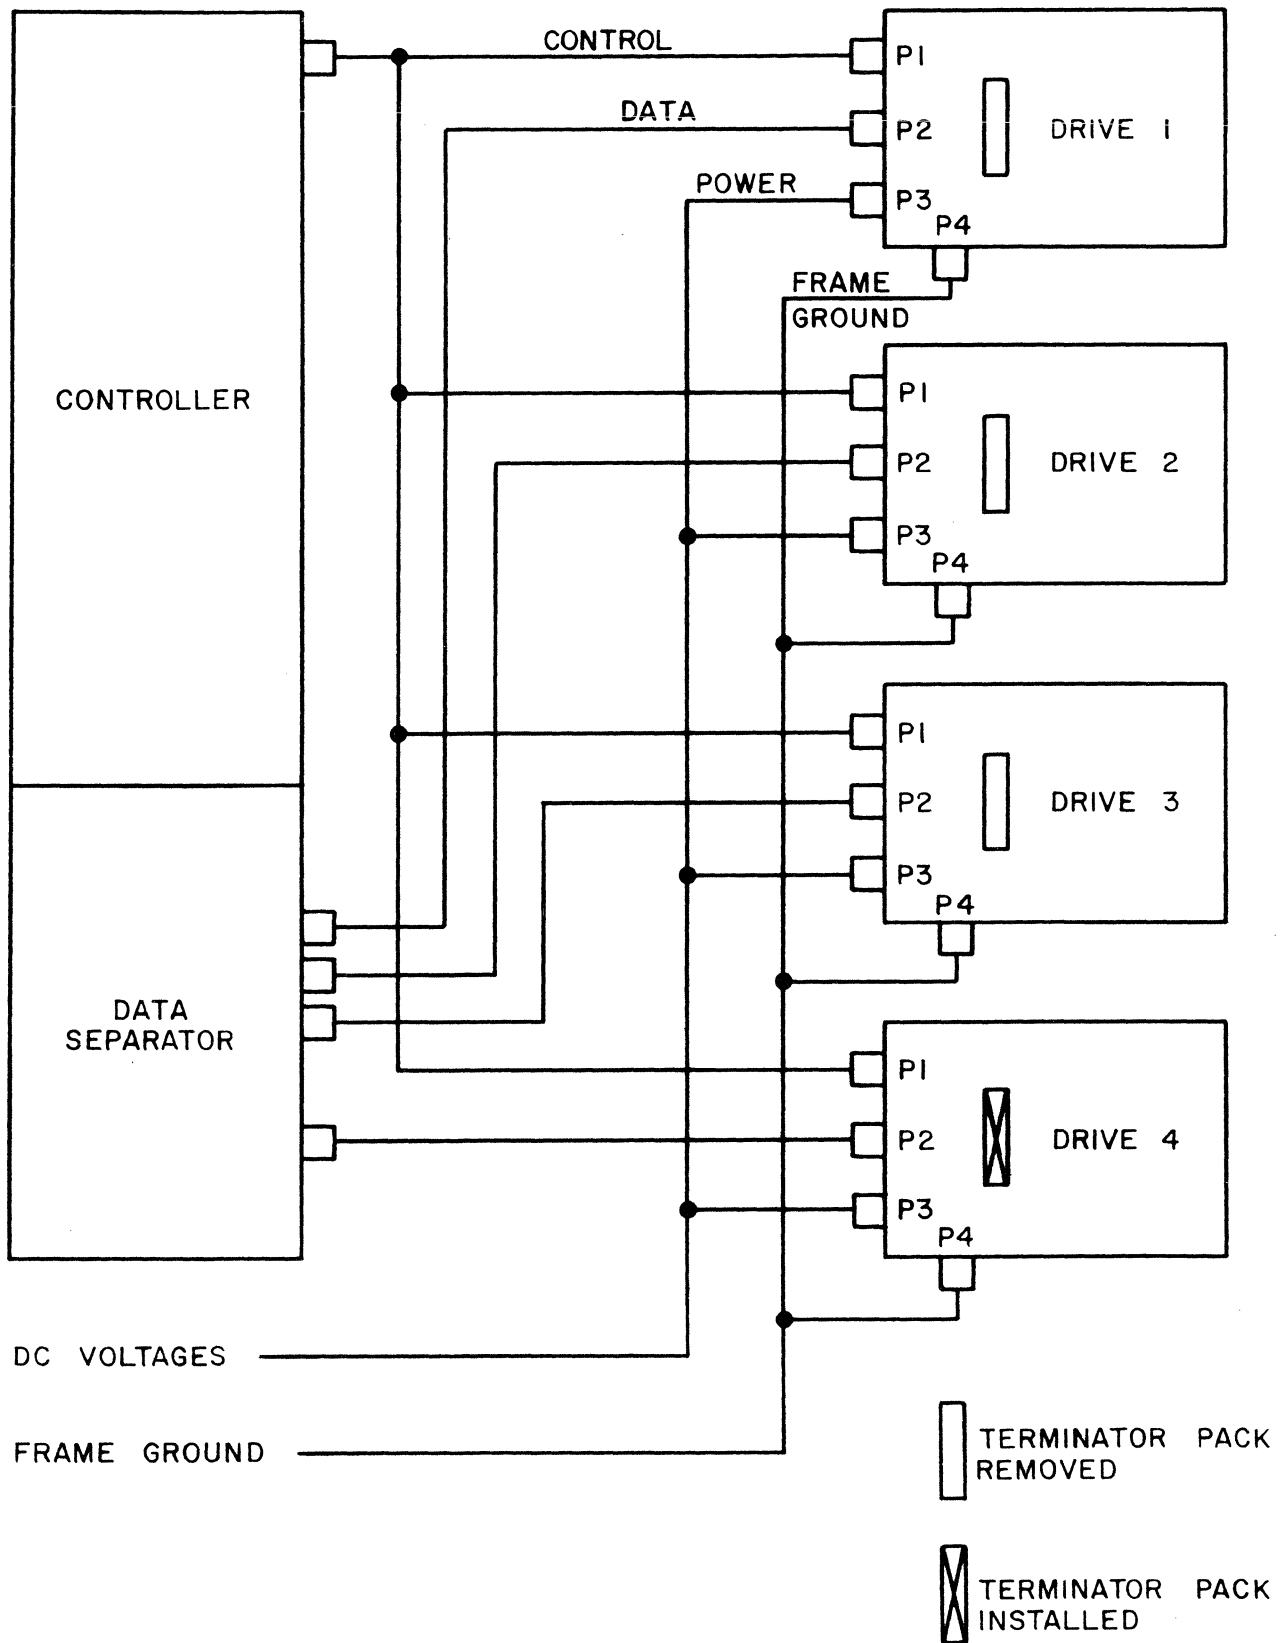 CONTROL
P1
DATA
P2
DRIVE 1
POWER
P3
P4
FRAME
GROUND
CONTROLLER
P1
P2
DRIVE 2
P3
P4
P1
P2
DRIVE 3
P3
P4
DATA
SEPARATOR
P1
P2
DRIVE 4
P3
P4
DC VOLTAGES
FRAME GROUND
TERMINATOR PACK
REMOVED
TERMINATOR PACK
INSTALLED